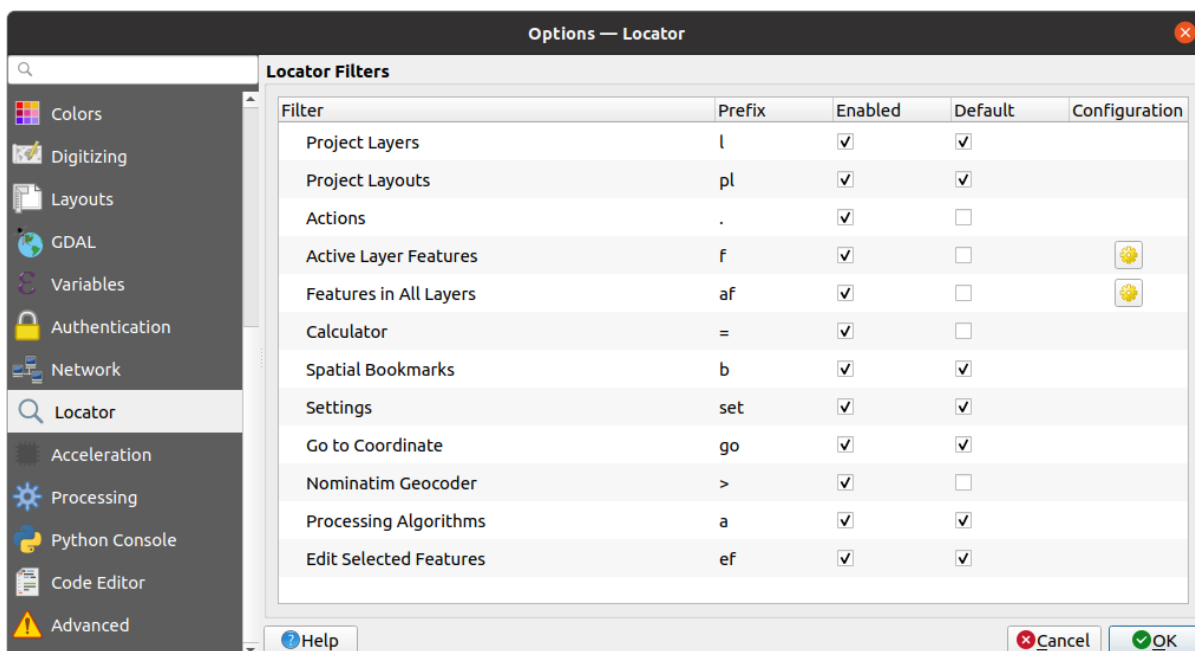 Options — Locator
Colors
Digitizing
Layouts
GDAL
Variables
Authentication
Network
Locator
Acceleration
Processing
Python Console
Code Editor
Advanced
Locator Filters
Filter Prefix Enabled Default Configuration
Project Layers l
Project Layouts pl
Actions .
Active Layer Features f
Features in All Layers af
Calculator =
Spatial Bookmarks b
Settings set
Go to Coordinate go
Nominatim Geocoder >
Processing Algorithms a
Edit Selected Features ef
Help Cancel OK